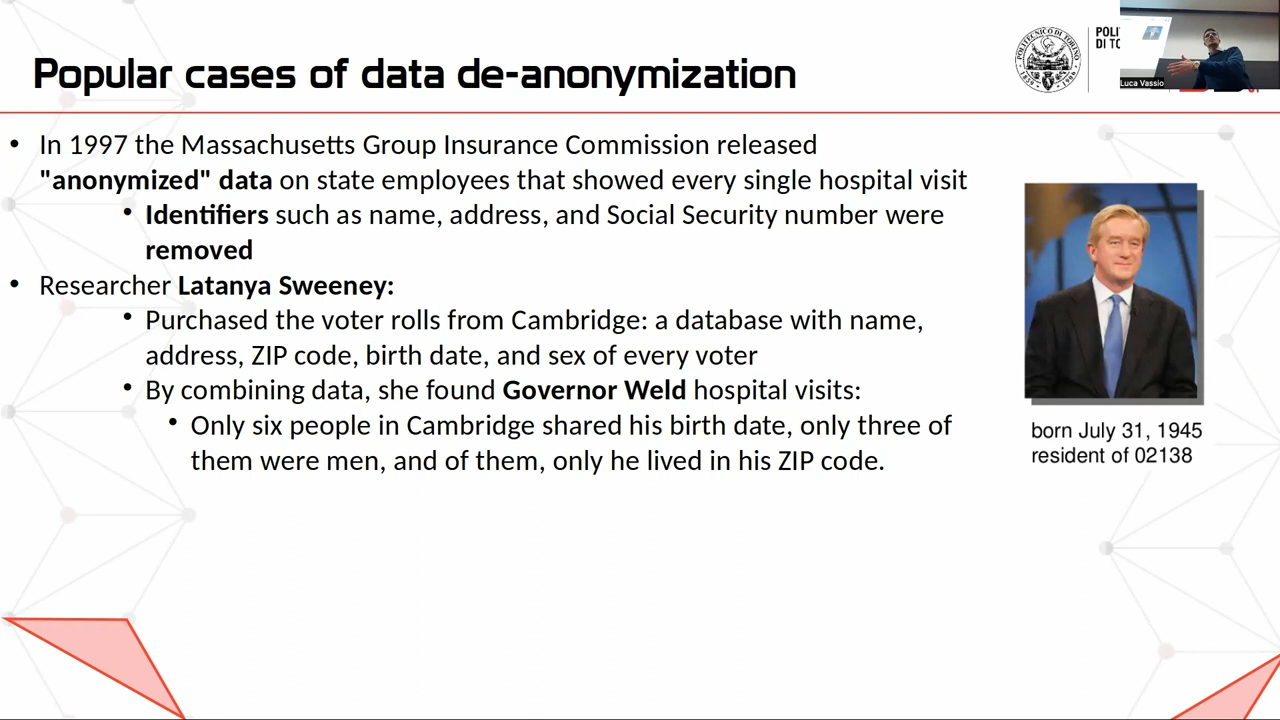 Popular cases of data de-anonymization
POLITECNICO DI TORINO
POLI
DI TO
Luca Vassio
• In 1997 the Massachusetts Group Insurance Commission released
"anonymized" data on state employees that showed every single hospital visit
• Identifiers such as name, address, and Social Security number were
removed
• Researcher Latanya Sweeney:
• Purchased the voter rolls from Cambridge: a database with name,
address, ZIP code, birth date, and sex of every voter
• By combining data, she found Governor Weld hospital visits:
• Only six people in Cambridge shared his birth date, only three of
them were men, and of them, only he lived in his ZIP code.
born July 31, 1945
resident of 02138